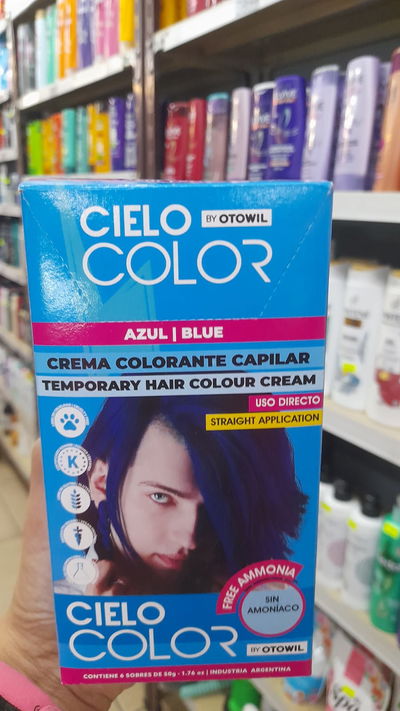 CIELO
BY OTOWIL
COLOR
AZUL | BLUE
CREMA COLORANTE CAPILAR
TEMPORARY HAIR COLOUR CREAM
USO DIRECTO
STRAIGHT APPLICATION
K
FREE AMMONIA
SIN
AMONÍACO
CIELO
COLOR
BY OTOWIL
CONTIENE 6 SOBRES DE 50g - 1.76 oz | INDUSTRIA ARGENTINA